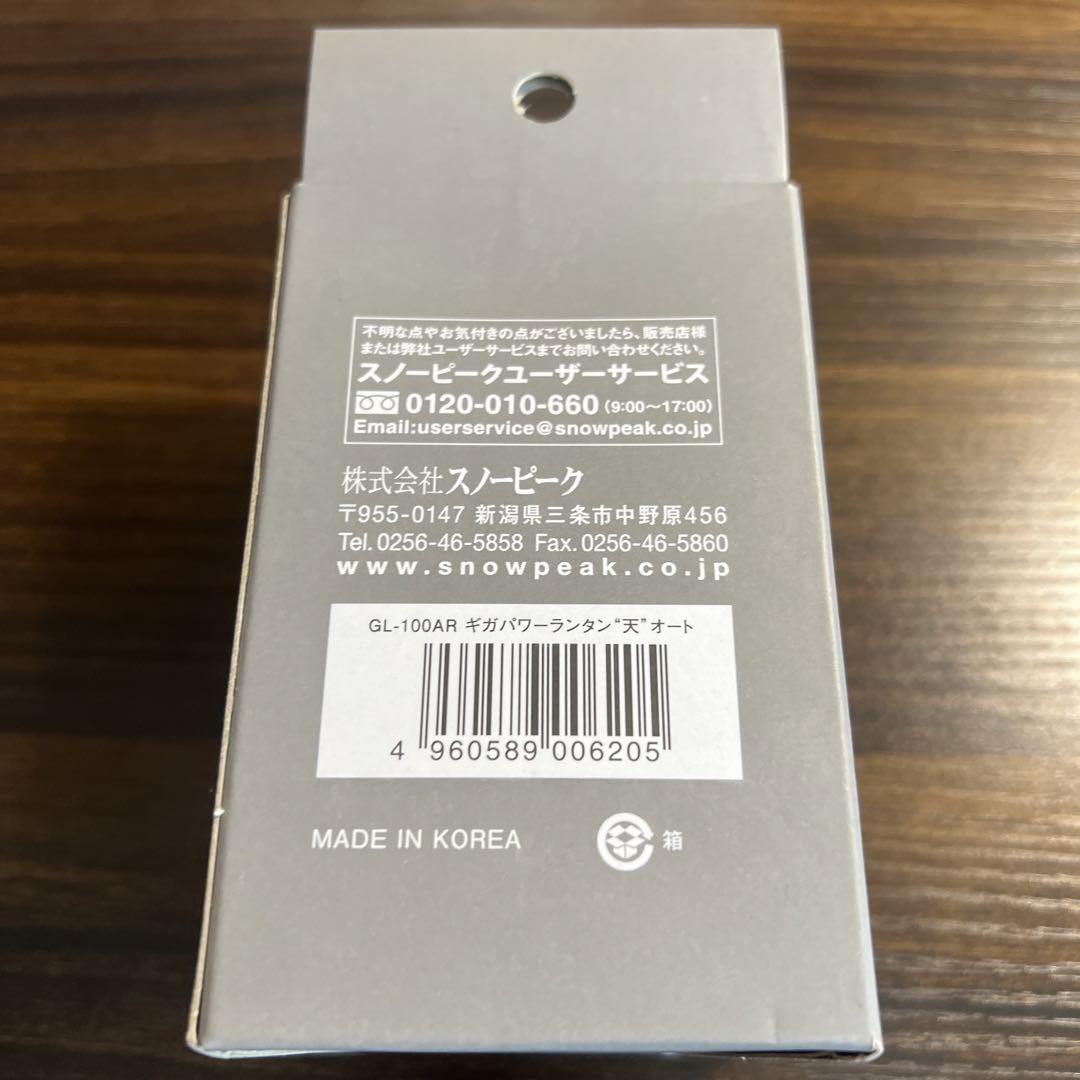 不明な点やお気付きの点がございましたら、販売店様
または弊社ユーザーサービスまでお問い合わせください。
スノーピークユーザーサービス
0120-010-660 (9:00〜17:00)
Email:userservice@snowpeak.co.jp
株式会社スノーピーク
〒955-0147 新潟県三条市中野原456
Tel. 0256-46-5858 Fax. 0256-46-5860
www.snowpeak.co.jp
GL-100AR ギガパワーランタン“天”オート
4 960589 006205
MADE IN KOREA 箱